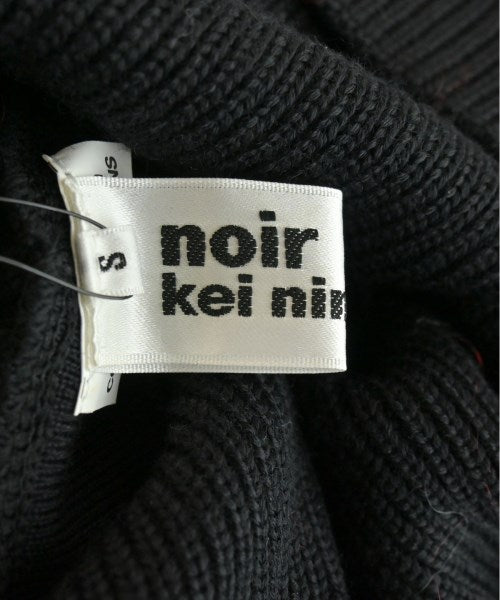 noir
kei nin
S